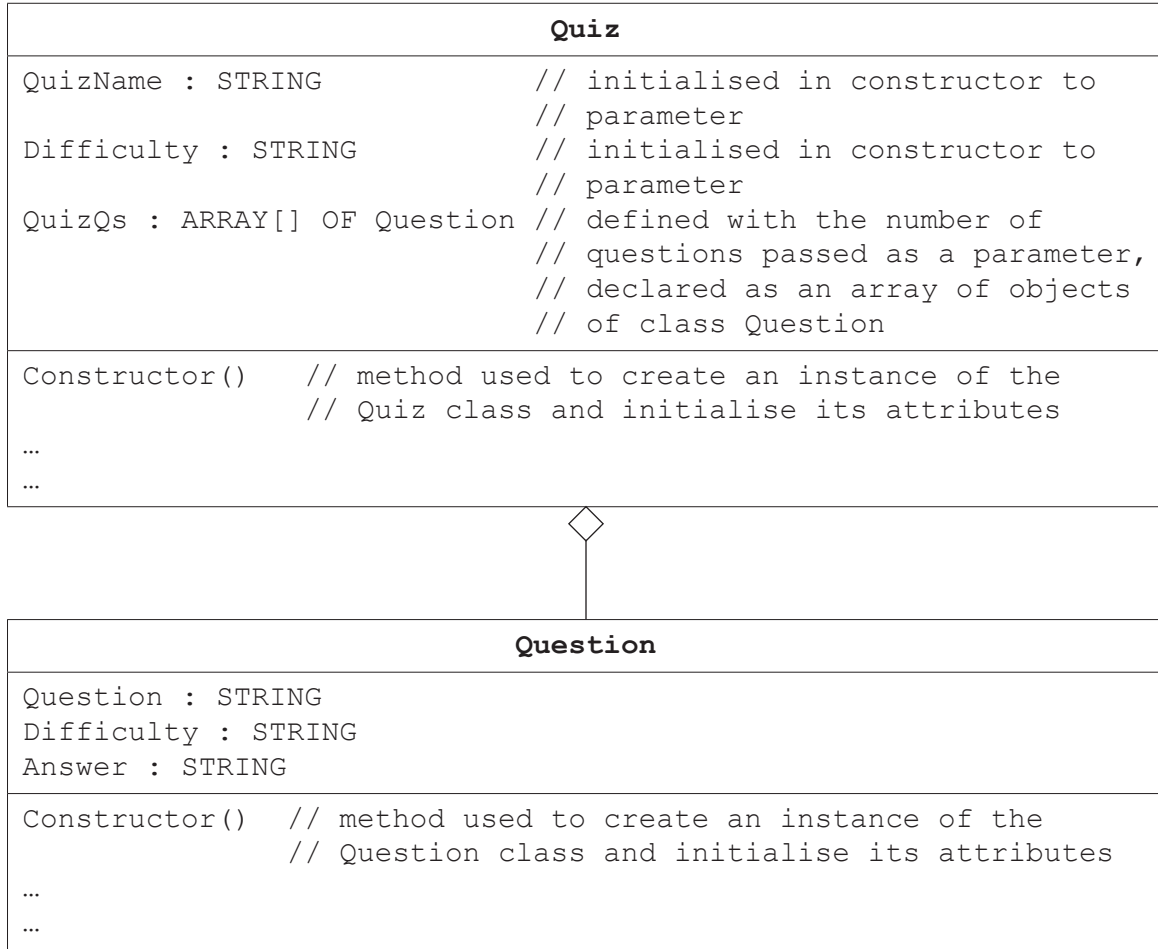 Quiz
QuizName : STRING // initialised in constructor to
// parameter
Difficulty : STRING // initialised in constructor to
// parameter
QuizQs : ARRAY[] OF Question // defined with the number of
// questions passed as a parameter,
// declared as an array of objects
// of class Question
Constructor() // method used to create an instance of the
// Quiz class and initialise its attributes
…
…
Question
Question : STRING
Difficulty : STRING
Answer : STRING
Constructor() // method used to create an instance of the
// Question class and initialise its attributes
…
…